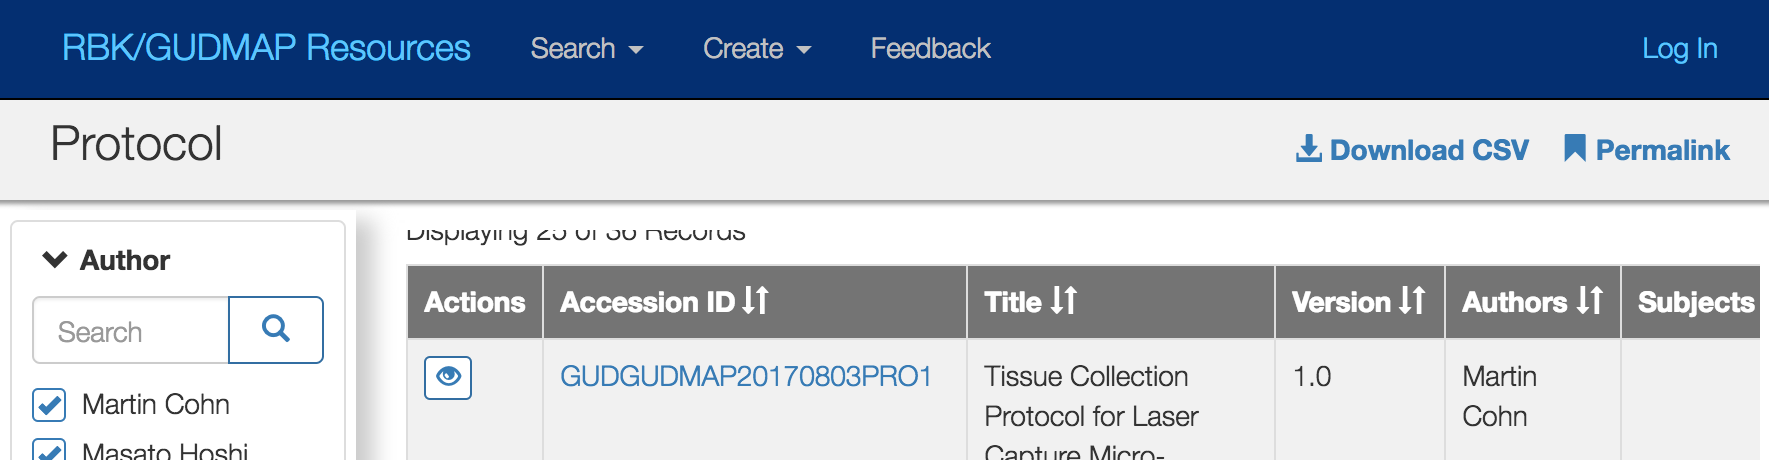 RBK/GUDMAP Resources Search Create Feedback Log In
Protocol Download CSV Permalink
Displaying 25 of 36 Records
Author
Search
Martin Cohn
Masato Hoshi
Actions Accession ID Title Version Authors Subjects
GUDGUDMAP20170803PRO1 Tissue Collection 1.0 Martin
Protocol for Laser Cohn
Capture Micro-